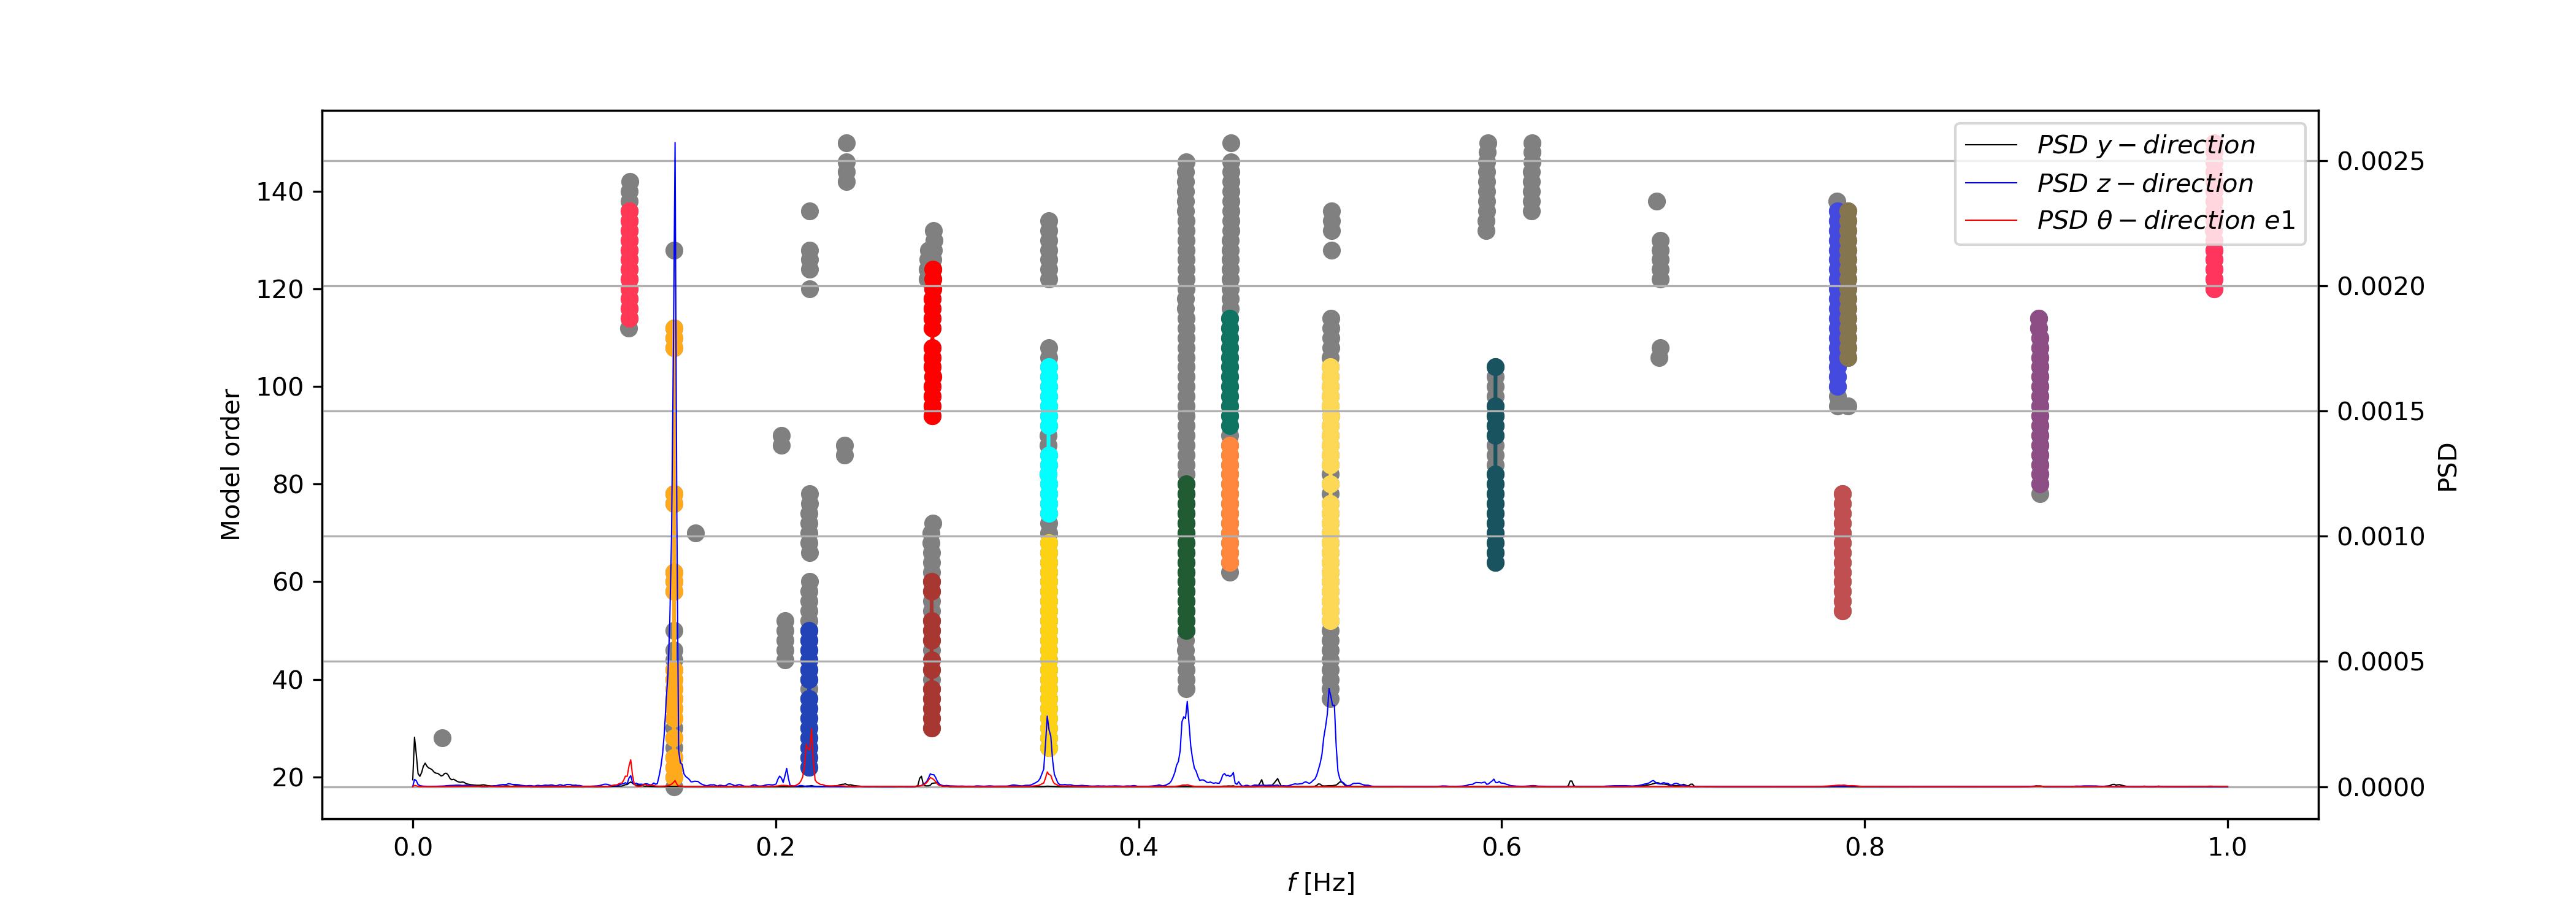 PSD y − direction
PSD z − direction
PSD θ − direction e1
140
120
100
80
60
40
20
Model order
0.0025
0.0020
0.0015
0.0010
0.0005
0.0000
PSD
0.0 0.2 0.4 0.6 0.8 1.0
f [Hz]